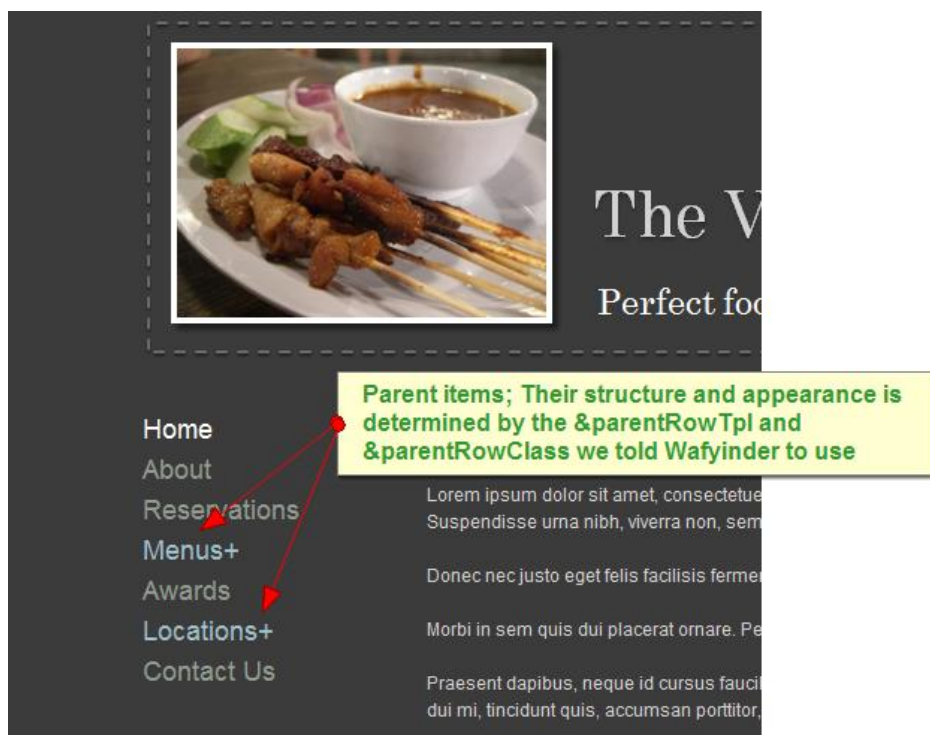 The V
Perfect foo
Parent items; Their structure and appearance is
determined by the &parentRowTpl and
&parentRowClass we told Wafyinder to use
Home
About
Reservations
Menus+
Awards
Locations+
Contact Us
Lorem ipsum dolor sit amet, consectetue
Suspendisse urna nibh, viverra non, sem
Donec nec justo eget felis facilisis fermen
Morbi in sem quis dui placerat ornare. Pe
Praesent dapibus, neque id cursus faucil
dui mi, tincidunt quis, accumsan porttitor,